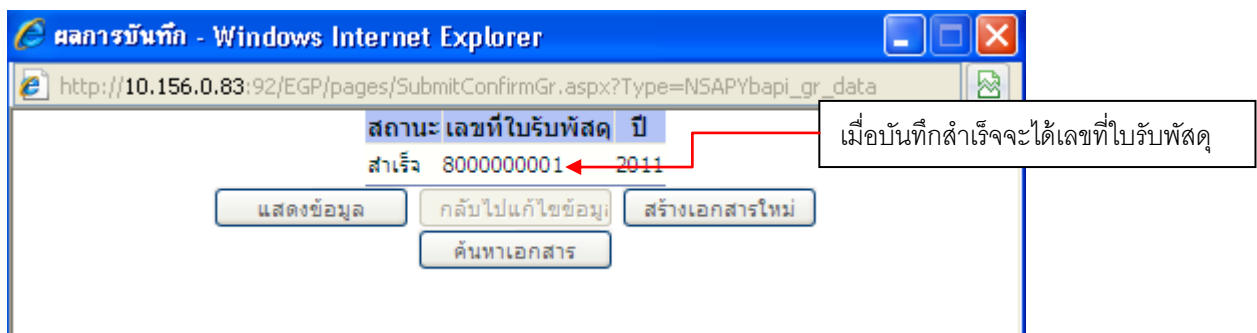 ผลการบันทึก - Windows Internet Explorer
http://10.156.0.83:92/EGP/pages/SubmitConfirmGr.aspx?Type=NSAPYbapi_gr_data
สถานะ เลขที่ใบรับพัสดุ ปี
เมื่อบันทึกสำเร็จจะได้เลขที่ใบรับพัสดุ
สำเร็จ 8000000001 2011
แสดงข้อมูล กลับไปแก้ไขข้อมูล สร้างเอกสารใหม่
ค้นหาเอกสาร